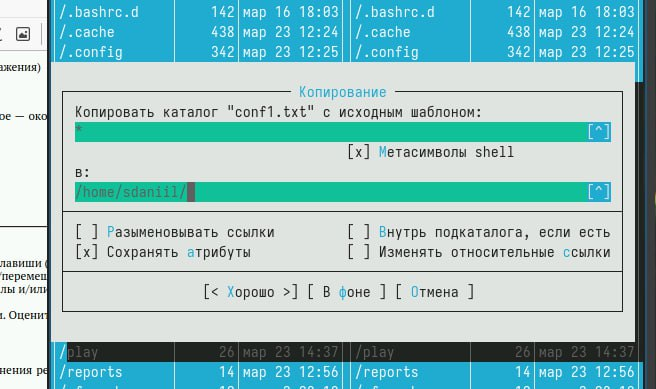 /.bashrc.d 142 мар 16 18:03 /.bashrc.d 142 мар 16 18:03
/.cache 438 мар 23 12:24 /.cache 438 мар 23 12:24
/.config 342 мар 23 12:25 /.config 342 мар 23 12:25
ажения)
Копирование
Копировать каталог "conf1.txt" с исходным шаблоном:
ое — око
* [^]
[x] Метасимволы shell
в:
/home/sdaniil/ [^]
[ ] Разыменовывать ссылки [ ] Внутрь подкаталога, если есть
[x] Сохранять атрибуты [ ] Изменять относительные ссылки
лавиши (
/перемещ
лы и/или
[< Хорошо >] [ В фоне ] [ Отмена ]
и. Оценит
/play 26 мар 23 14:37 /play 26 мар 23 14:37
нения ре
/reports 14 мар 23 12:56 /reports 14 мар 23 12:56